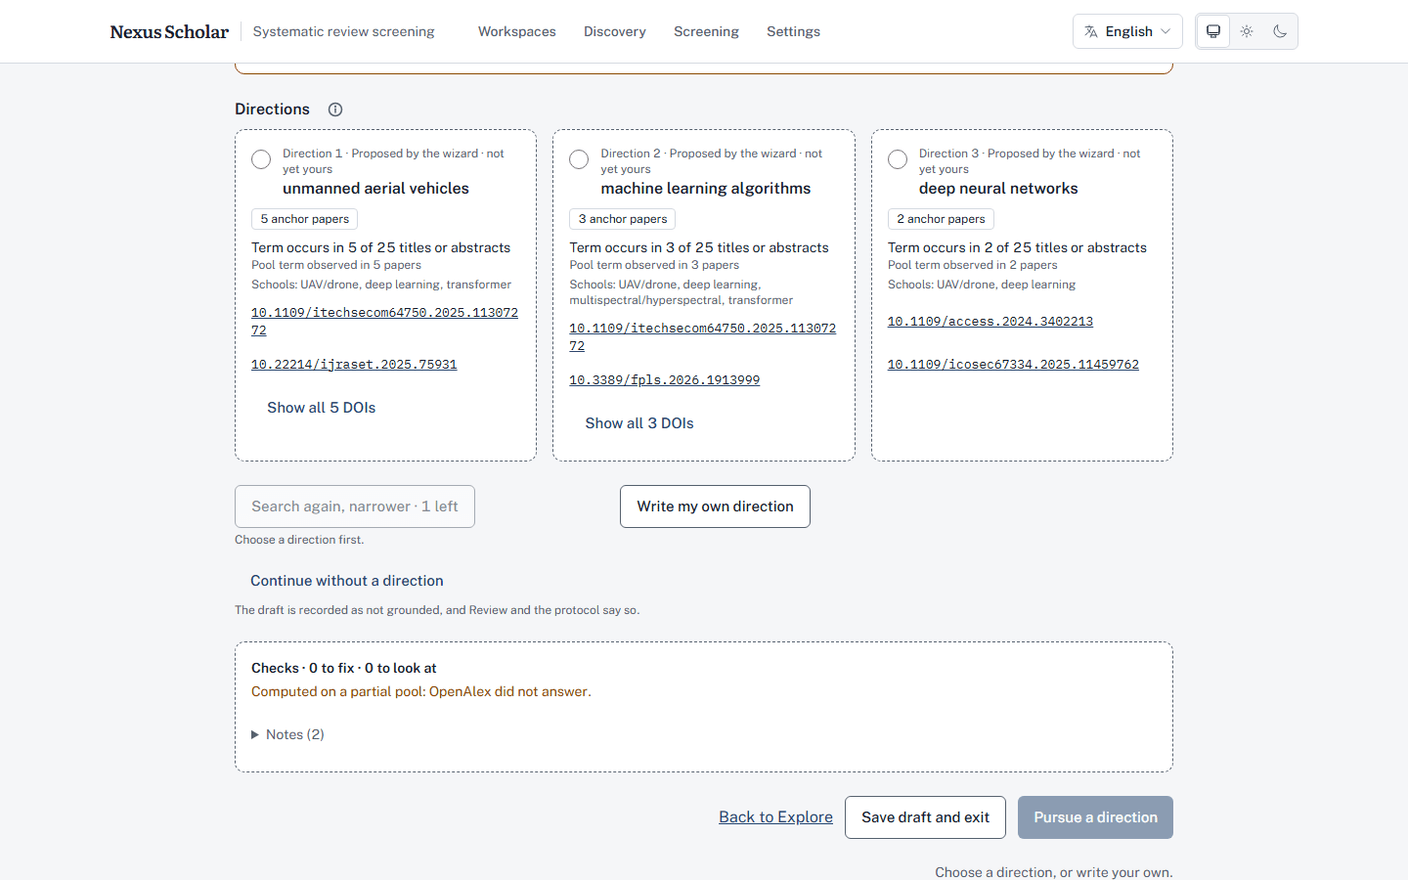 Nexus Scholar
Systematic review screening
Workspaces
Discovery
Screening
Settings
English
Directions
Direction 1 · Proposed by the wizard · not
yet yours
unmanned aerial vehicles
5 anchor papers
Term occurs in 5 of 25 titles or abstracts
Pool term observed in 5 papers
Schools: UAV/drone, deep learning, transformer
10.1109/itechsecom64750.2025.113072
72
10.22214/ijraset.2025.75931
Show all 5 DOIs
Direction 2 · Proposed by the wizard · not
yet yours
machine learning algorithms
3 anchor papers
Term occurs in 3 of 25 titles or abstracts
Pool term observed in 3 papers
Schools: UAV/drone, deep learning,
multispectral/hyperspectral, transformer
10.1109/itechsecom64750.2025.113072
72
10.3389/fpls.2026.1913999
Show all 3 DOIs
Direction 3 · Proposed by the wizard · not
yet yours
deep neural networks
2 anchor papers
Term occurs in 2 of 25 titles or abstracts
Pool term observed in 2 papers
Schools: UAV/drone, deep learning
10.1109/access.2024.3402213
10.1109/icosec67334.2025.11459762
Search again, narrower · 1 left
Write my own direction
Choose a direction first.
Continue without a direction
The draft is recorded as not grounded, and Review and the protocol say so.
Checks · 0 to fix · 0 to look at
Computed on a partial pool: OpenAlex did not answer.
Notes (2)
Back to Explore
Save draft and exit
Pursue a direction
Choose a direction, or write your own.